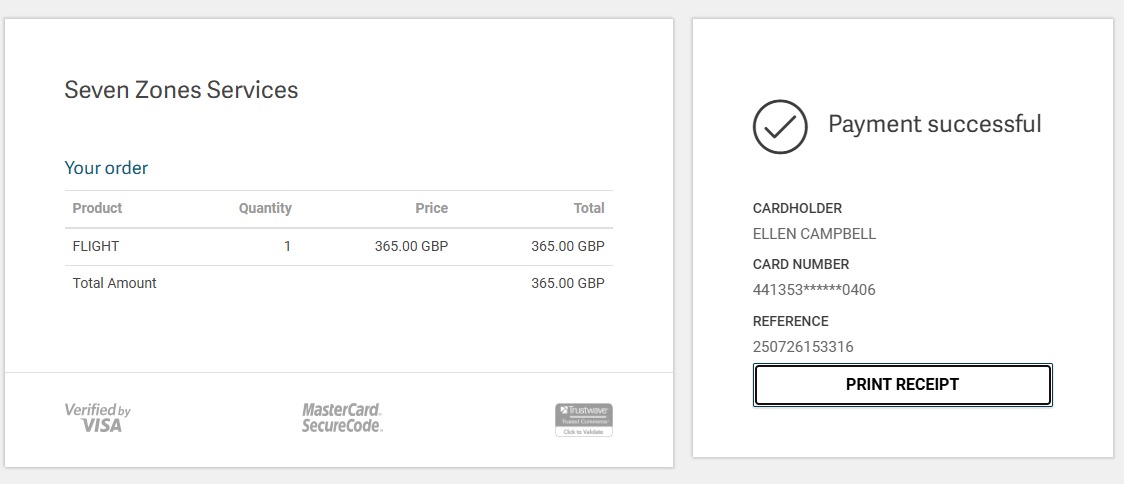 Seven Zones Services
Your order
Product Quantity Price Total
FLIGHT 1 365.00 GBP 365.00 GBP
Total Amount 365.00 GBP
Verified by
VISA
MasterCard.
SecureCode.
Trustwave
Trusted Commerce
Click to Validate
Payment successful
CARDHOLDER
ELLEN CAMPBELL
CARD NUMBER
441353******0406
REFERENCE
250726153316
PRINT RECEIPT